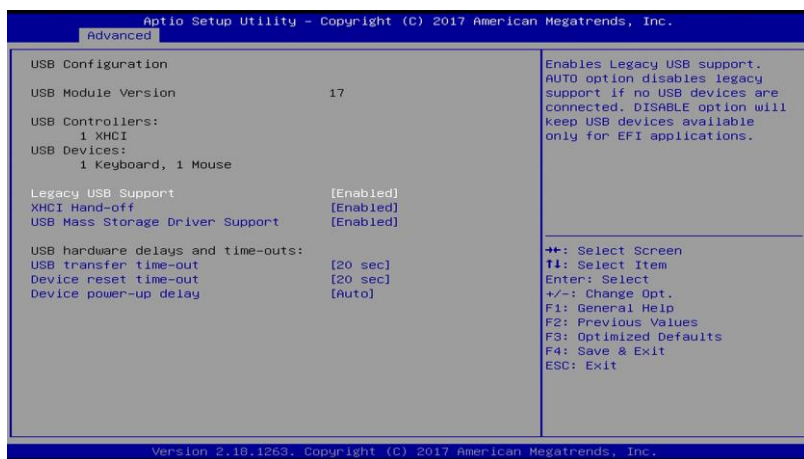 Aptio Setup Utility – Copyright (C) 2017 American Megatrends, Inc.
Advanced
USB Configuration
USB Module Version 17
USB Controllers:
1 XHCI
USB Devices:
1 Keyboard, 1 Mouse
Legacy USB Support [Enabled]
XHCI Hand-off [Enabled]
USB Mass Storage Driver Support [Enabled]
USB hardware delays and time-outs:
USB transfer time-out [20 sec]
Device reset time-out [20 sec]
Device power-up delay [Auto]
Enables Legacy USB support.
AUTO option disables legacy
support if no USB devices are
connected. DISABLE option will
keep USB devices available
only for EFI applications.
→←: Select Screen
↑↓: Select Item
Enter: Select
+/-: Change Opt.
F1: General Help
F2: Previous Values
F3: Optimized Defaults
F4: Save & Exit
ESC: Exit
Version 2.18.1263. Copyright (C) 2017 American Megatrends, Inc.